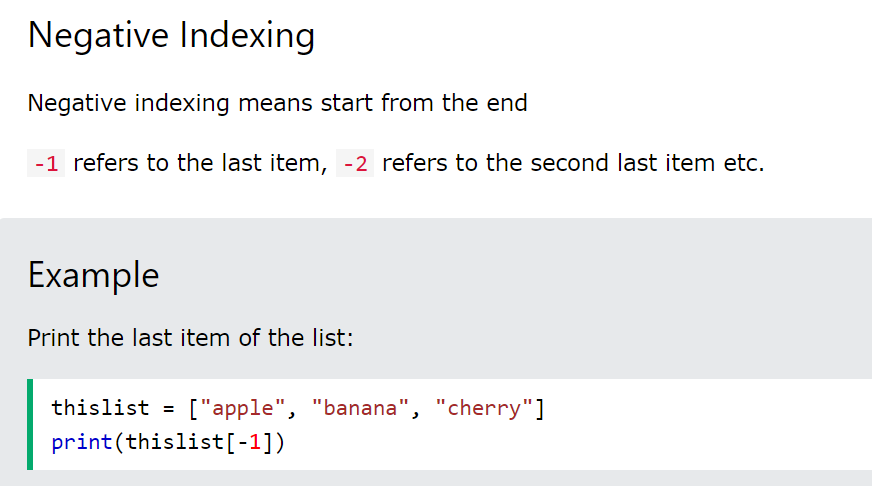 Negative Indexing
Negative indexing means start from the end
-1 refers to the last item, -2 refers to the second last item etc.
Example
Print the last item of the list:
thislist = ["apple", "banana", "cherry"]
print(thislist[-1])